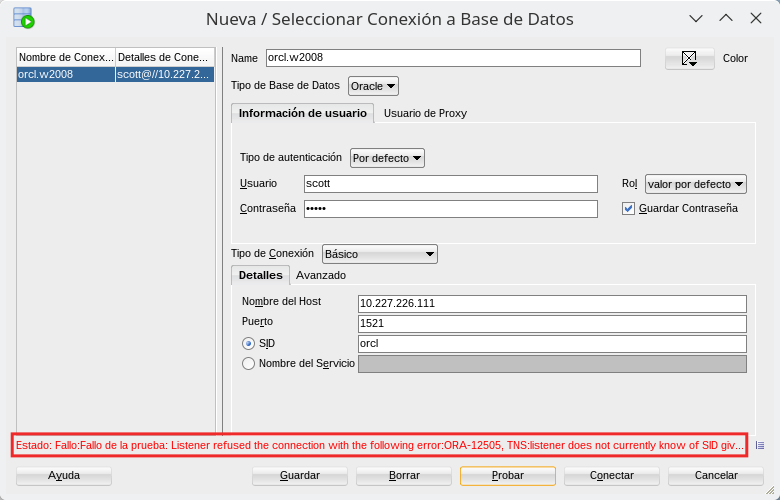 Nueva / Seleccionar Conexión a Base de Datos
Nombre de Conex... Detalles de Cone...
orcl.w2008 scott@//10.227.2...
Name orcl.w2008 Color
Tipo de Base de Datos Oracle
Información de usuario Usuario de Proxy
Tipo de autenticación Por defecto
Usuario scott Rol valor por defecto
Contraseña ••••• Guardar Contraseña
Tipo de Conexión Básico
Detalles Avanzado
Nombre del Host 10.227.226.111
Puerto 1521
SID orcl
Nombre del Servicio
Estado: Fallo:Fallo de la prueba: Listener refused the connection with the following error:ORA-12505, TNS:listener does not currently know of SID giv...
Ayuda Guardar Borrar Probar Conectar Cancelar